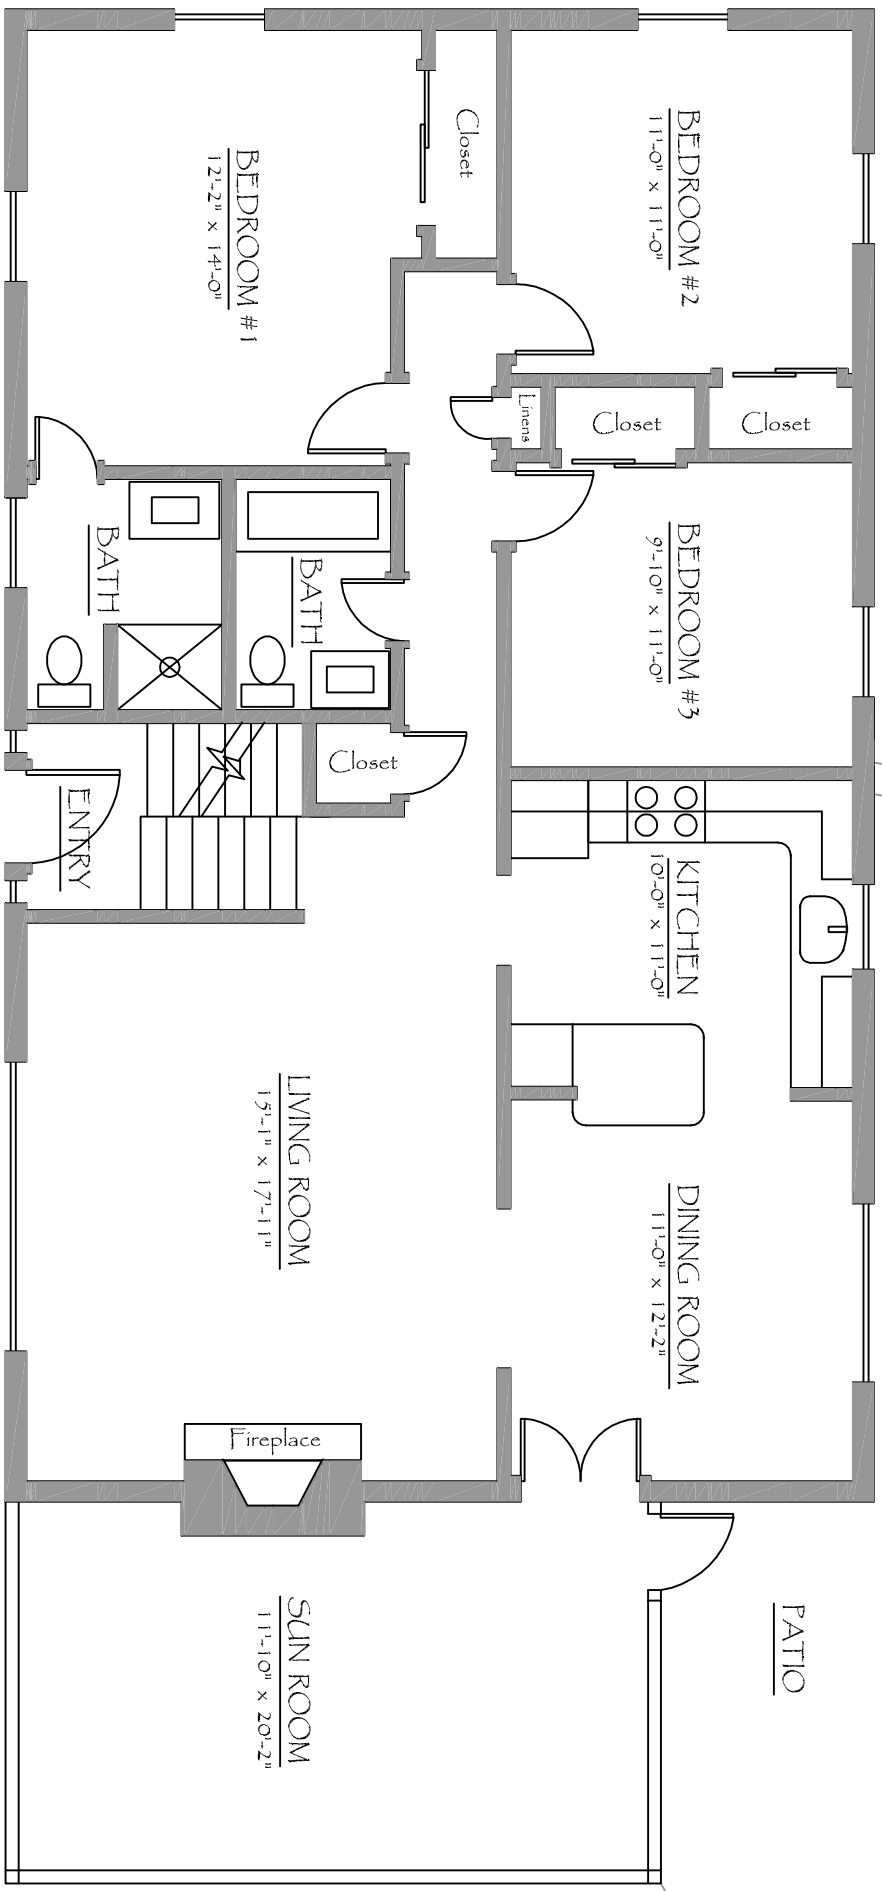 Closet
BEDROOM #2
11'-0" x 11'-0"
BEDROOM #1
12'-2" x 14'-0"
Linens
Closet
Closet
BATH
BATH
BEDROOM #3
9'-10" x 11'-0"
Closet
ENTRY
KITCHEN
10'-0" x 11'-0"
LIVING ROOM
15'-1" x 17'-11"
DINING ROOM
11'-0" x 12'-2"
Fireplace
SUN ROOM
11'-10" x 20'-2"
PATIO